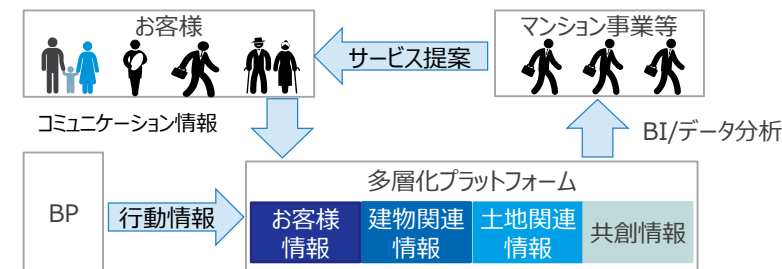 お客様
マンション事業等
サービス提案
コミュニケーション情報
BI/データ分析
多層化プラットフォーム
BP
行動情報
お客様
情報
建物関連
情報
土地関連
情報
共創情報